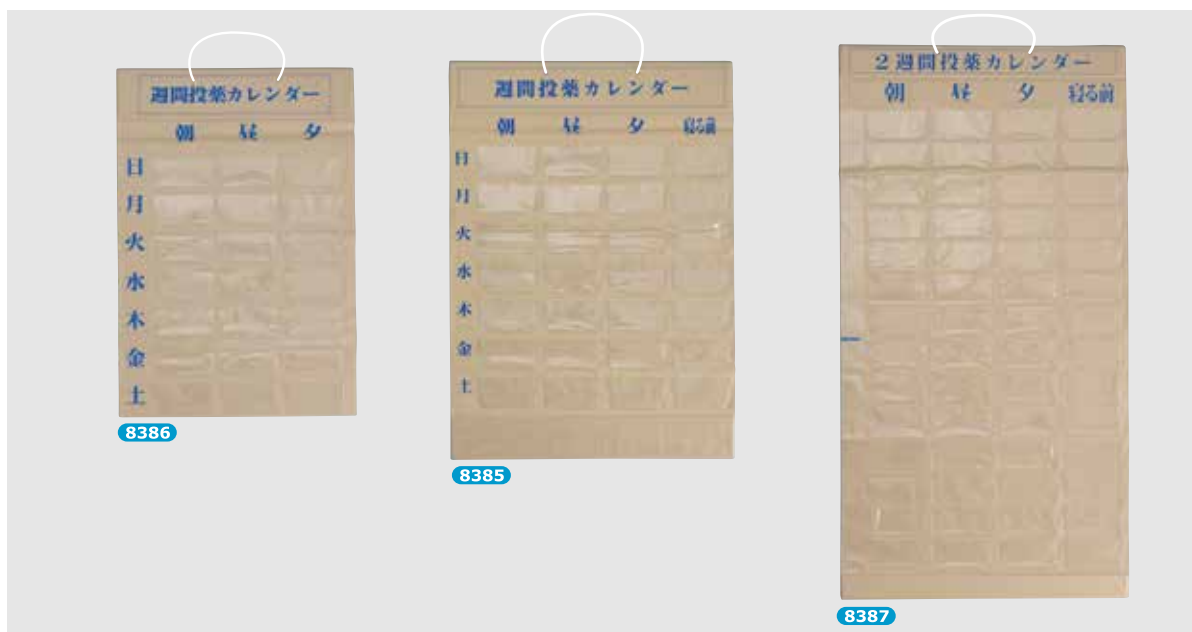 週間投薬カレンダー
朝 昼 夕
日
月
火
水
木
金
土
8386
週間投薬カレンダー
朝 昼 夕 寝る前
日
月
火
水
木
金
土
8385
2週間投薬カレンダー
朝 昼 夕 寝る前
8387